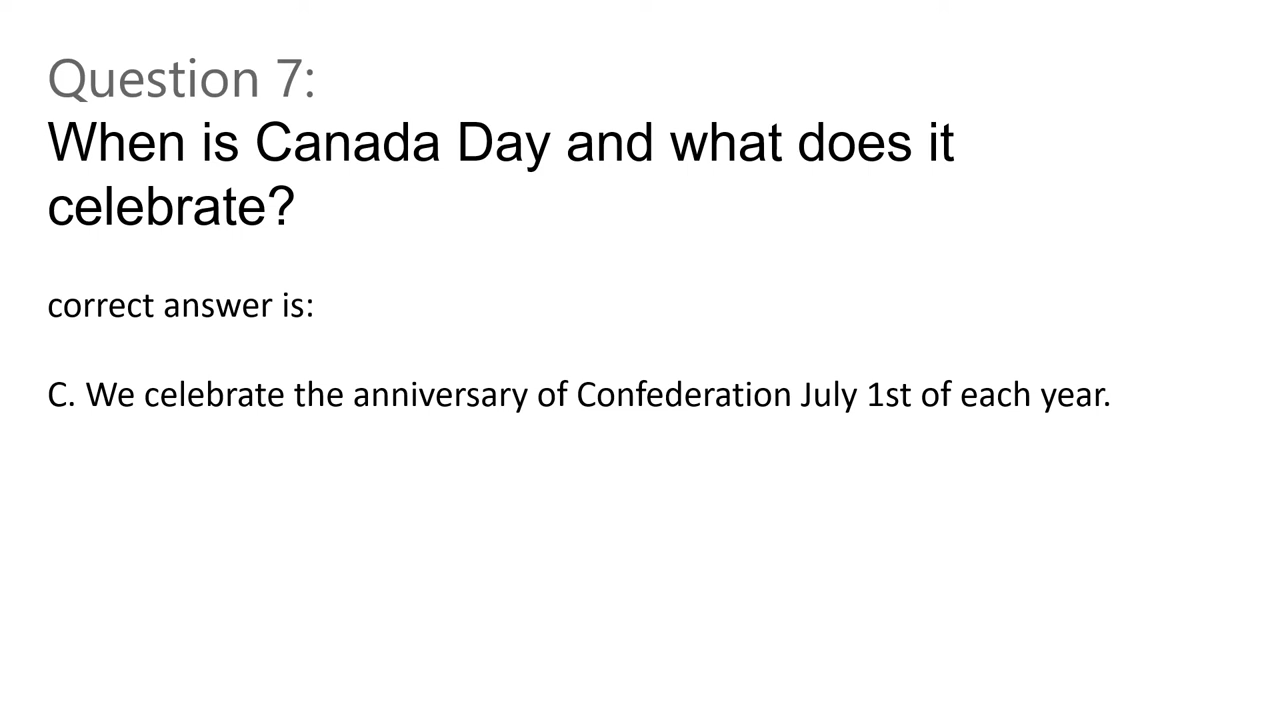 Question 7:
When is Canada Day and what does it
celebrate?
correct answer is:
C. We celebrate the anniversary of Confederation July 1st of each year.